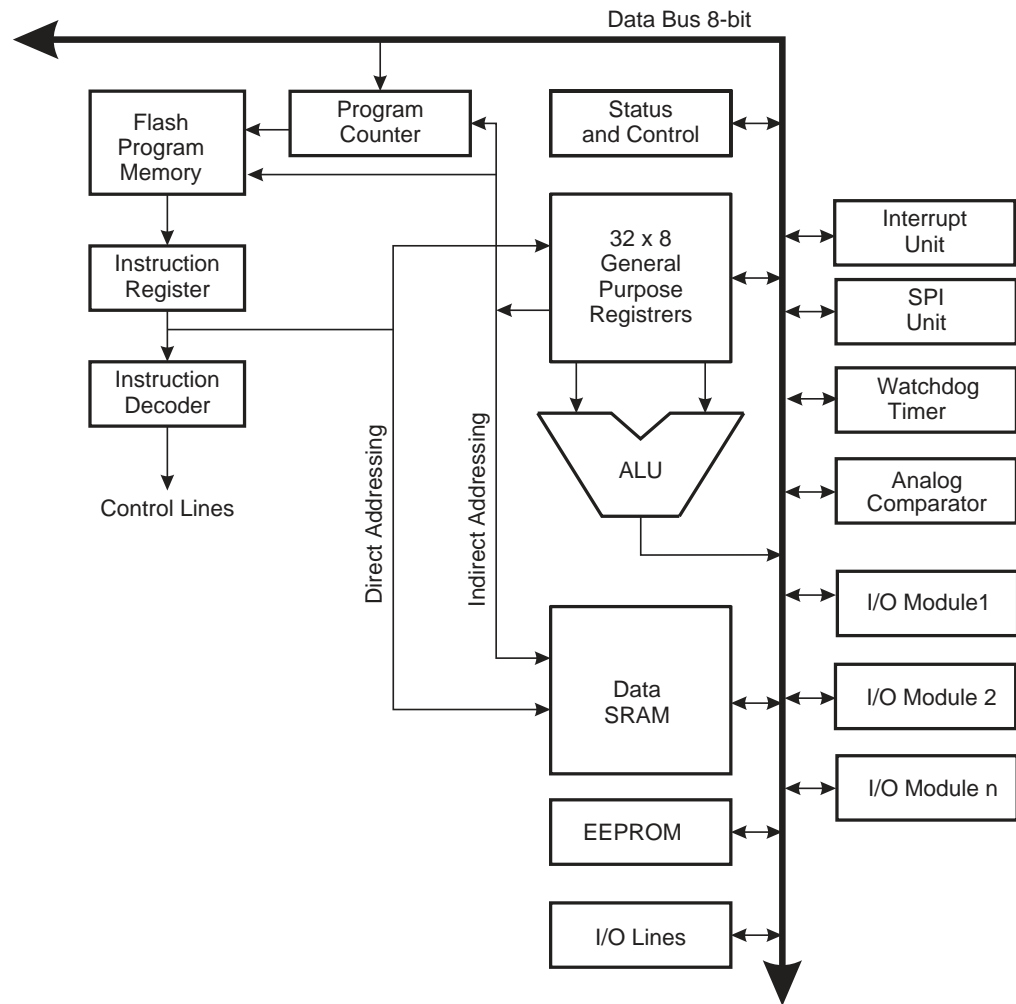 Data Bus 8-bit
Flash
Program
Memory
Program
Counter
Status
and Control
Interrupt
Unit
32 x 8
General
Purpose
Registrers
Instruction
Register
SPI
Unit
Instruction
Decoder
Watchdog
Timer
Direct Addressing
Indirect Addressing
ALU
Analog
Comparator
Control Lines
I/O Module1
Data
SRAM
I/O Module 2
I/O Module n
EEPROM
I/O Lines